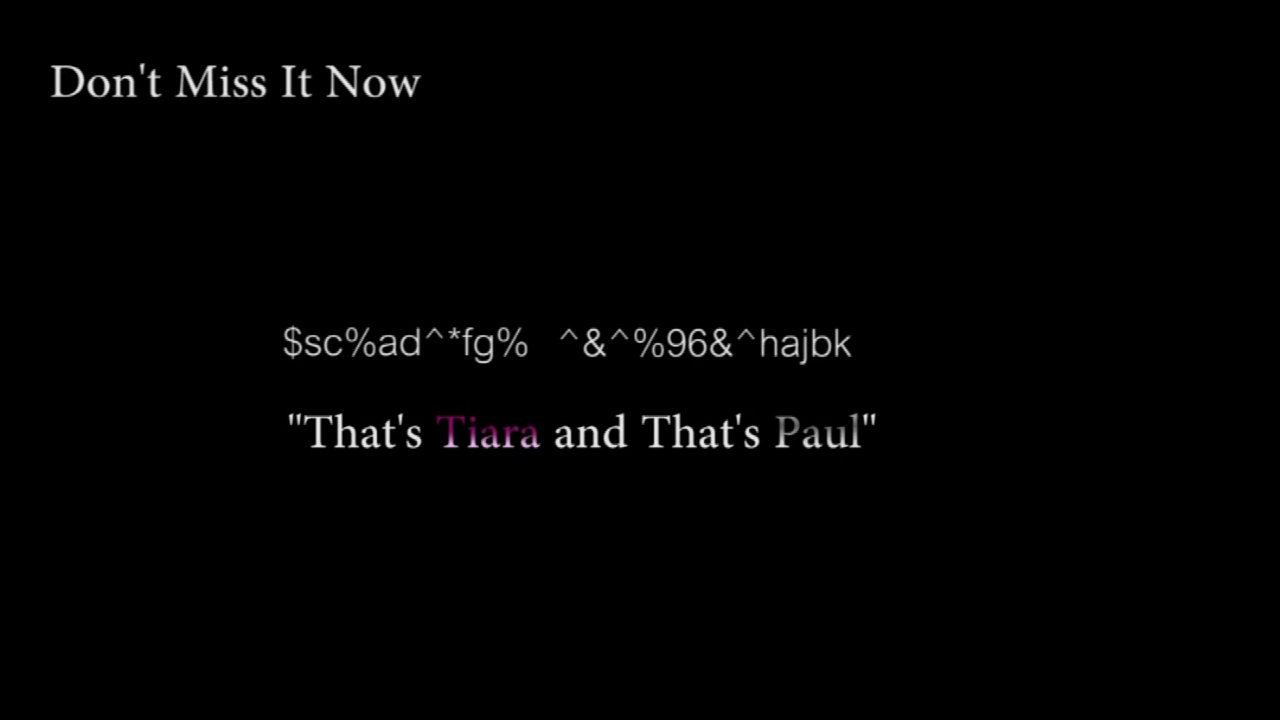 Don't Miss It Now
$sc%ad^*fg% ^&^%96&^hajbk
"That's Tiara and That's Paul"